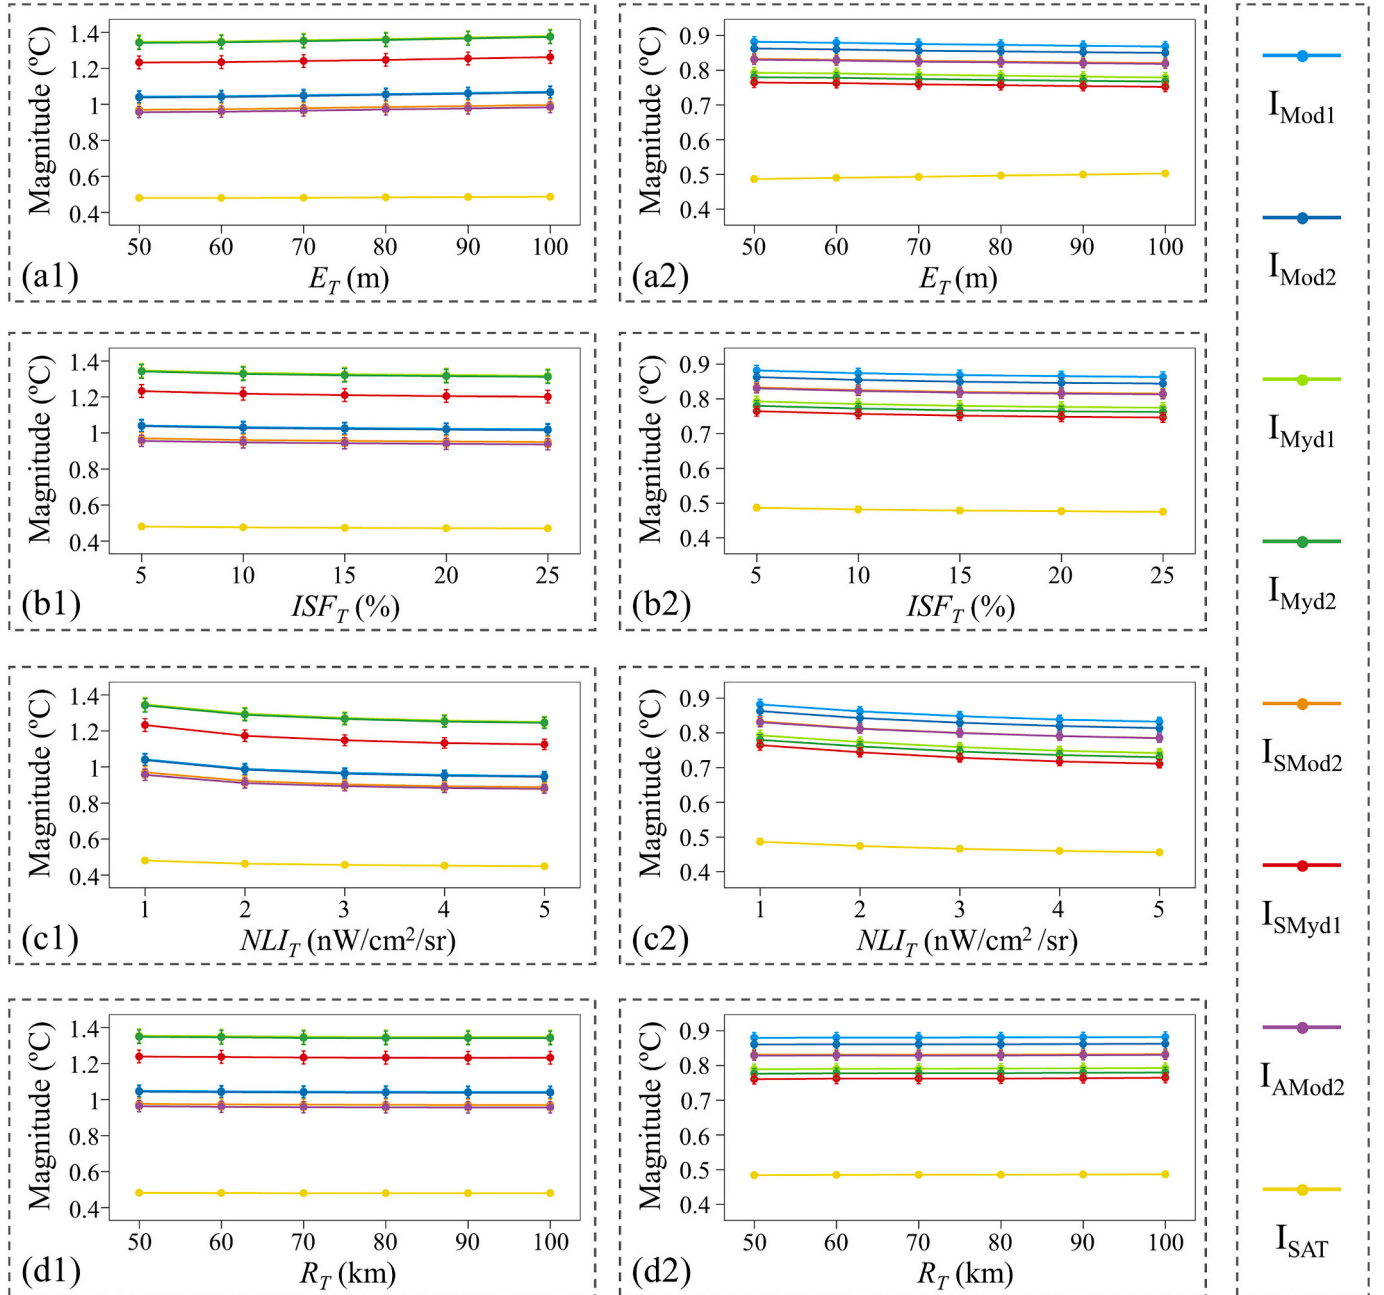 Magnitude (ºC)
1.4
1.2
1
0.8
0.6
0.4
50 60 70 80 90 100
(a1) E_T (m)
Magnitude (ºC)
0.9
0.8
0.7
0.6
0.5
0.4
50 60 70 80 90 100
(a2) E_T (m)
Magnitude (ºC)
1.4
1.2
1
0.8
0.6
0.4
5 10 15 20 25
(b1) ISF_T (%)
Magnitude (ºC)
0.9
0.8
0.7
0.6
0.5
0.4
5 10 15 20 25
(b2) ISF_T (%)
Magnitude (ºC)
1.4
1.2
1
0.8
0.6
0.4
1 2 3 4 5
(c1) NLI_T (nW/cm²/sr)
Magnitude (ºC)
0.9
0.8
0.7
0.6
0.5
0.4
1 2 3 4 5
(c2) NLI_T (nW/cm² /sr)
Magnitude (ºC)
1.4
1.2
1
0.8
0.6
0.4
50 60 70 80 90 100
(d1) R_T (km)
Magnitude (ºC)
0.9
0.8
0.7
0.6
0.5
0.4
50 60 70 80 90 100
(d2) R_T (km)
I_Mod1
I_Mod2
I_Myd1
I_Myd2
I_SMod2
I_SMyd1
I_AMod2
I_SAT